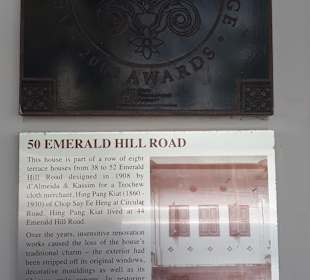 AWARDS
50 EMERALD HILL ROAD
This house is part of a row of eight
terrace houses from 38 to 52 Emerald
Hill Road designed in 1908 by
d'Almeida & Kassim for a Teochew
cloth merchant, Hing Pang Kiat (1860 -
1930) of Chop Say Ee Heng at Circular
Road. Hing Pang Kiat lived at 44
Emerald Hill Road.
Over the years, insensitive renovation
works caused the loss of the house's
traditional charm – the exterior had
been stripped off its original windows,
decorative mouldings as well as its